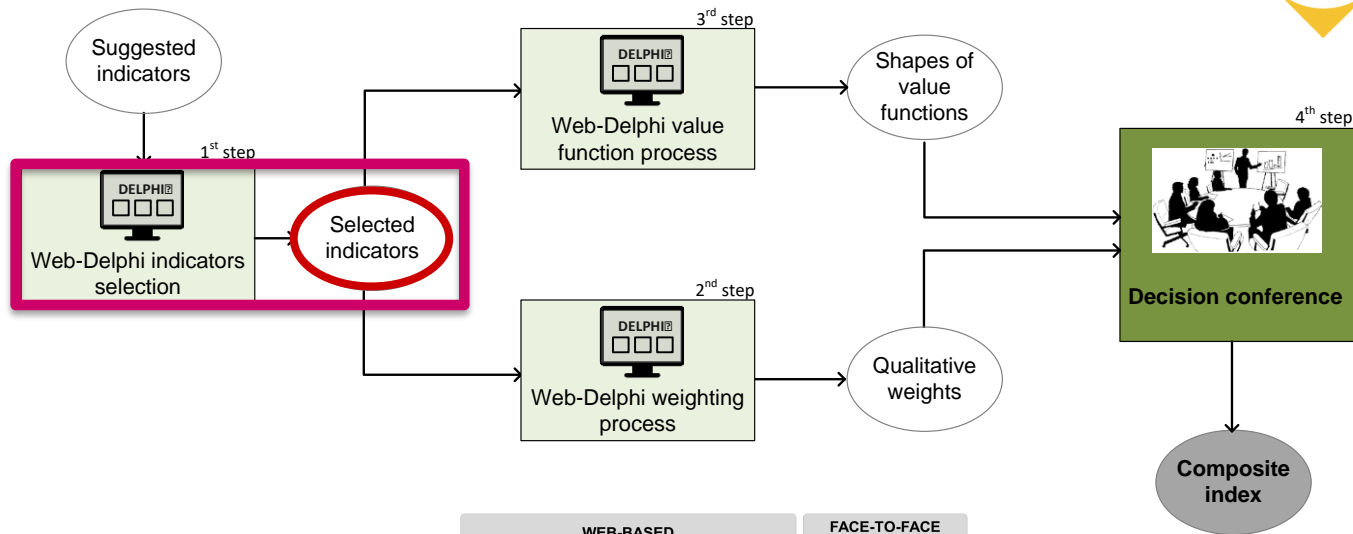 Suggested
indicators
1st step
DELPHI⍰
Web-Delphi indicators
selection
Selected
indicators
3rd step
DELPHI⍰
Web-Delphi value
function process
Shapes of
value
functions
2nd step
DELPHI⍰
Web-Delphi weighting
process
Qualitative
weights
4th step
Decision conference
Composite
index
WEB-BASED
FACE-TO-FACE